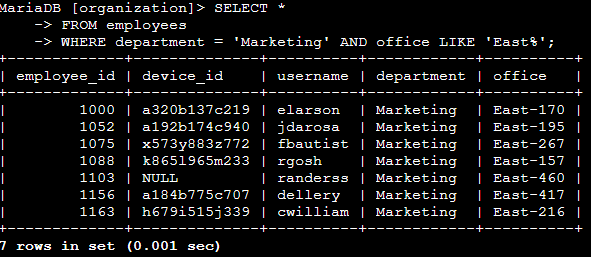 MariaDB [organization]> SELECT *
    -> FROM employees
    -> WHERE department = 'Marketing' AND office LIKE 'East%';
+-------------+--------------+----------+------------+----------+
| employee_id | device_id    | username | department | office   |
+-------------+--------------+----------+------------+----------+
|        1000 | a320b137c219 | elarson  | Marketing  | East-170 |
|        1052 | a192b174c940 | jdarosa  | Marketing  | East-195 |
|        1075 | x573y883z772 | fbautist | Marketing  | East-267 |
|        1088 | k865l965m233 | rgosh    | Marketing  | East-157 |
|        1103 | NULL         | randerss | Marketing  | East-460 |
|        1156 | a184b775c707 | dellery  | Marketing  | East-417 |
|        1163 | h679i515j339 | cwilliam | Marketing  | East-216 |
+-------------+--------------+----------+------------+----------+
7 rows in set (0.001 sec)